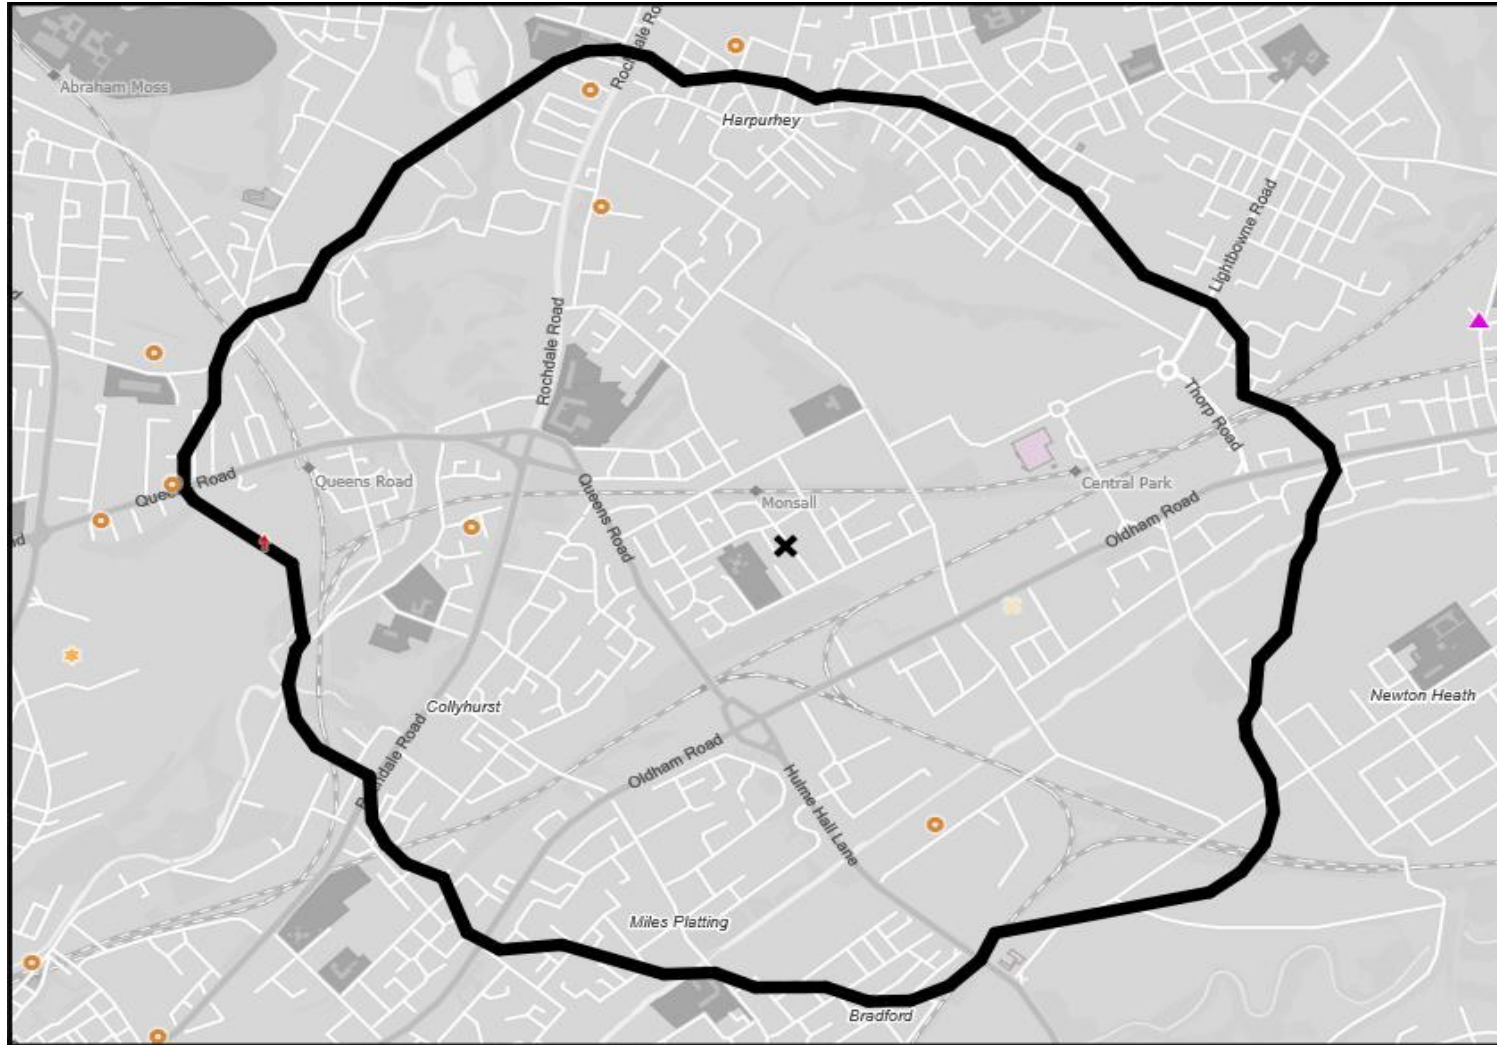 Rochdale Ro
Abraham Moss
Harpurhey
Lightbowne Road
Rochdale Road
Thorp Road
Queens Road
Queens Road
Queens Road
Monsall
Central Park
Oldham Road
Newton Heath
Collyhurst
Rochdale Road
Oldham Road
Hulme Hall Lane
Miles Platting
Bradford